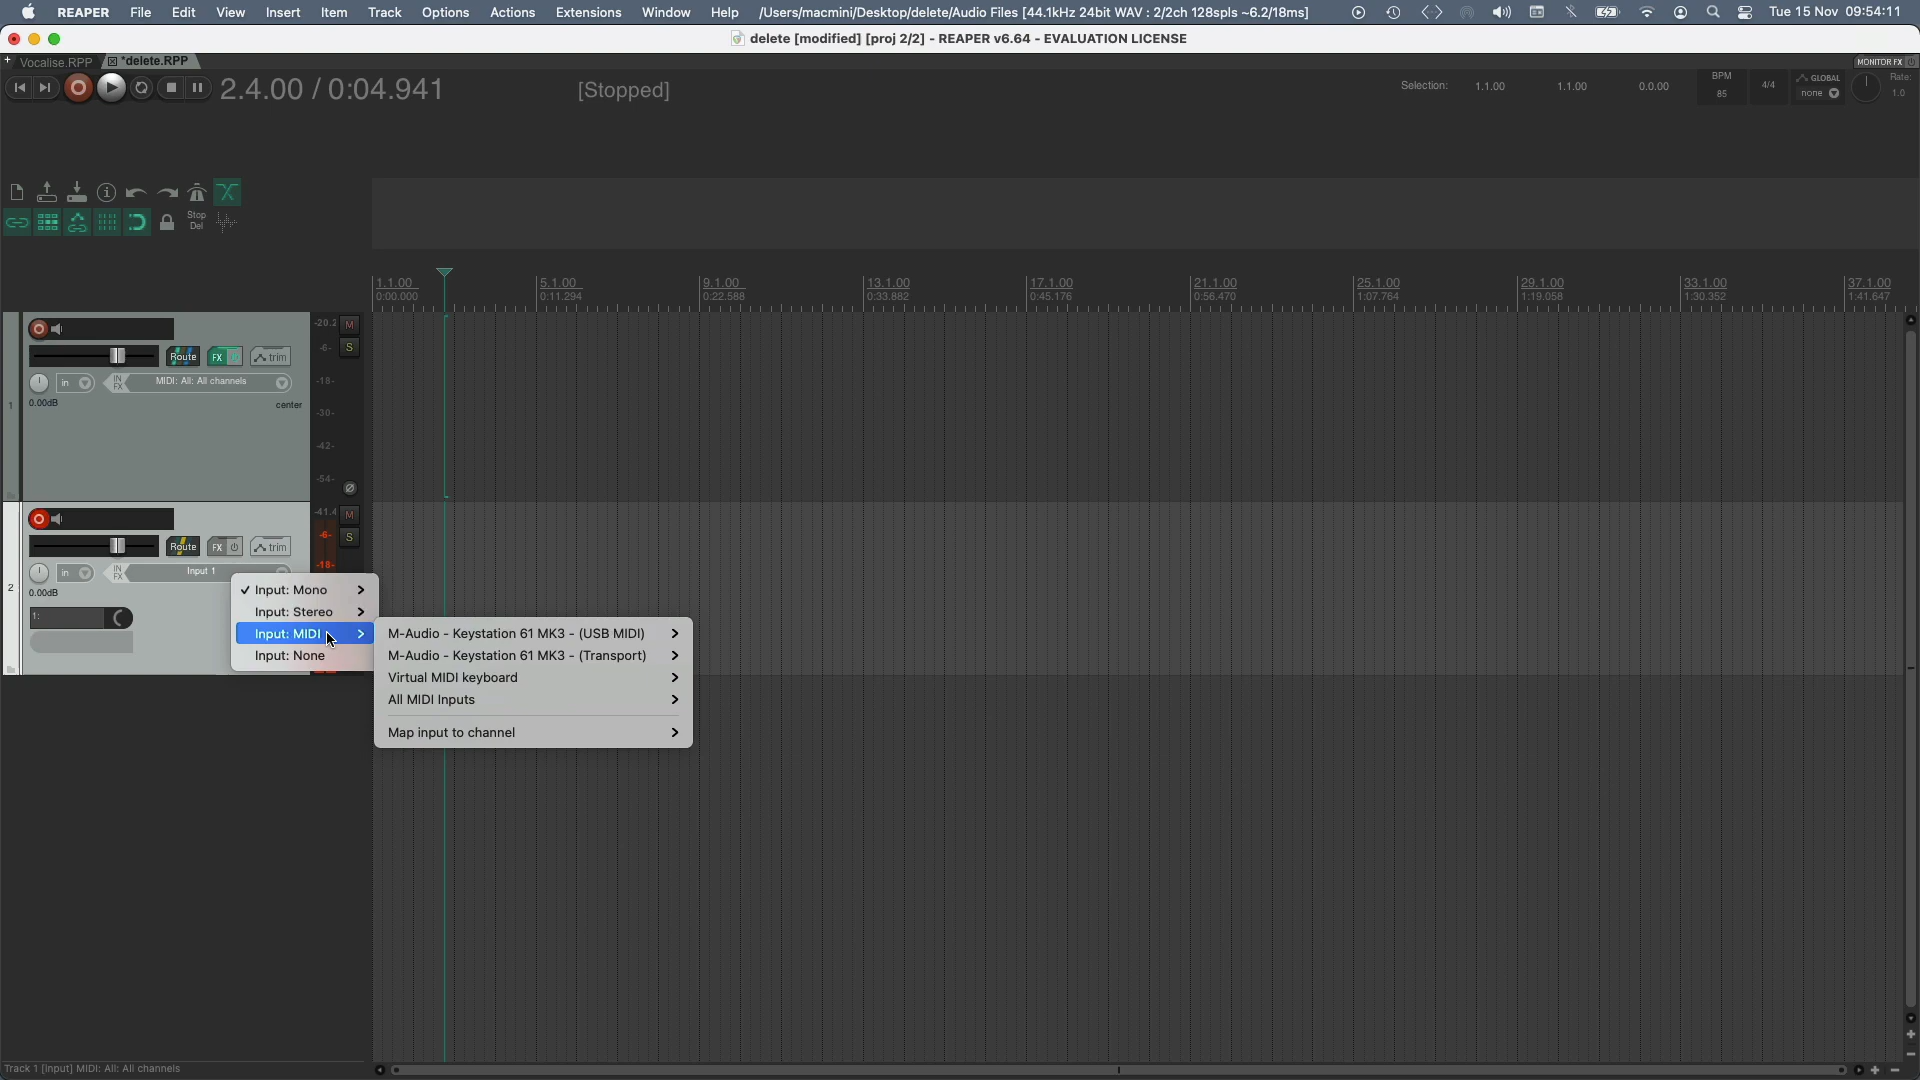 REAPER File Edit View Insert Item Track Options Actions Extensions Window Help /Users/macmini/Desktop/delete/Audio Files [44.1kHz 24bit WAV : 2/2ch 128spls ~6.2/18ms] Tue 15 Nov 09:54:11
delete [modified] [proj 2/2] - REAPER v6.64 - EVALUATION LICENSE
+ Vocalise.RPP *delete.RPP MONITOR FX
2.4.00 / 0:04.941 [Stopped] Selection: 1.1.00 1.1.00 0.0.00 BPM 85 4/4 GLOBAL none Rate: 1.0
Stop Del
1.1.00 5.1.00 9.1.00 13.1.00 17.1.00 21.1.00 25.1.00 29.1.00 33.1.00 37.1.00
0:00.000 0:11.294 0:22.588 0:33.882 0:45.176 0:56.470 1:07.764 1:19.058 1:30.352 1:41.647
-20.2 M
Route FX trim -6- S
in IN FX MIDI: All: All channels -18-
1 0.00dB center -30-
-42-
-54-
-41.4 M
Route FX trim -6- S
in IN FX Input 1 -18-
2 0.00dB
1:
Input: Mono
Input: Stereo
Input: MIDI
Input: None
M-Audio - Keystation 61 MK3 - (USB MIDI)
M-Audio - Keystation 61 MK3 - (Transport)
Virtual MIDI keyboard
All MIDI Inputs
Map input to channel
Track 1 [Input] MIDI: All: All channels